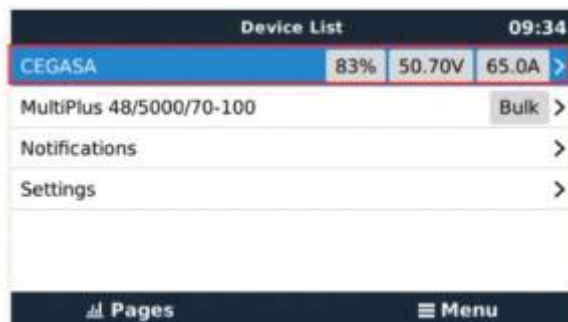 Device List 09:34
CEGASA 83% 50.70V 65.0A >
MultiPlus 48/5000/70-100 Bulk >
Notifications >
Settings >
Pages Menu